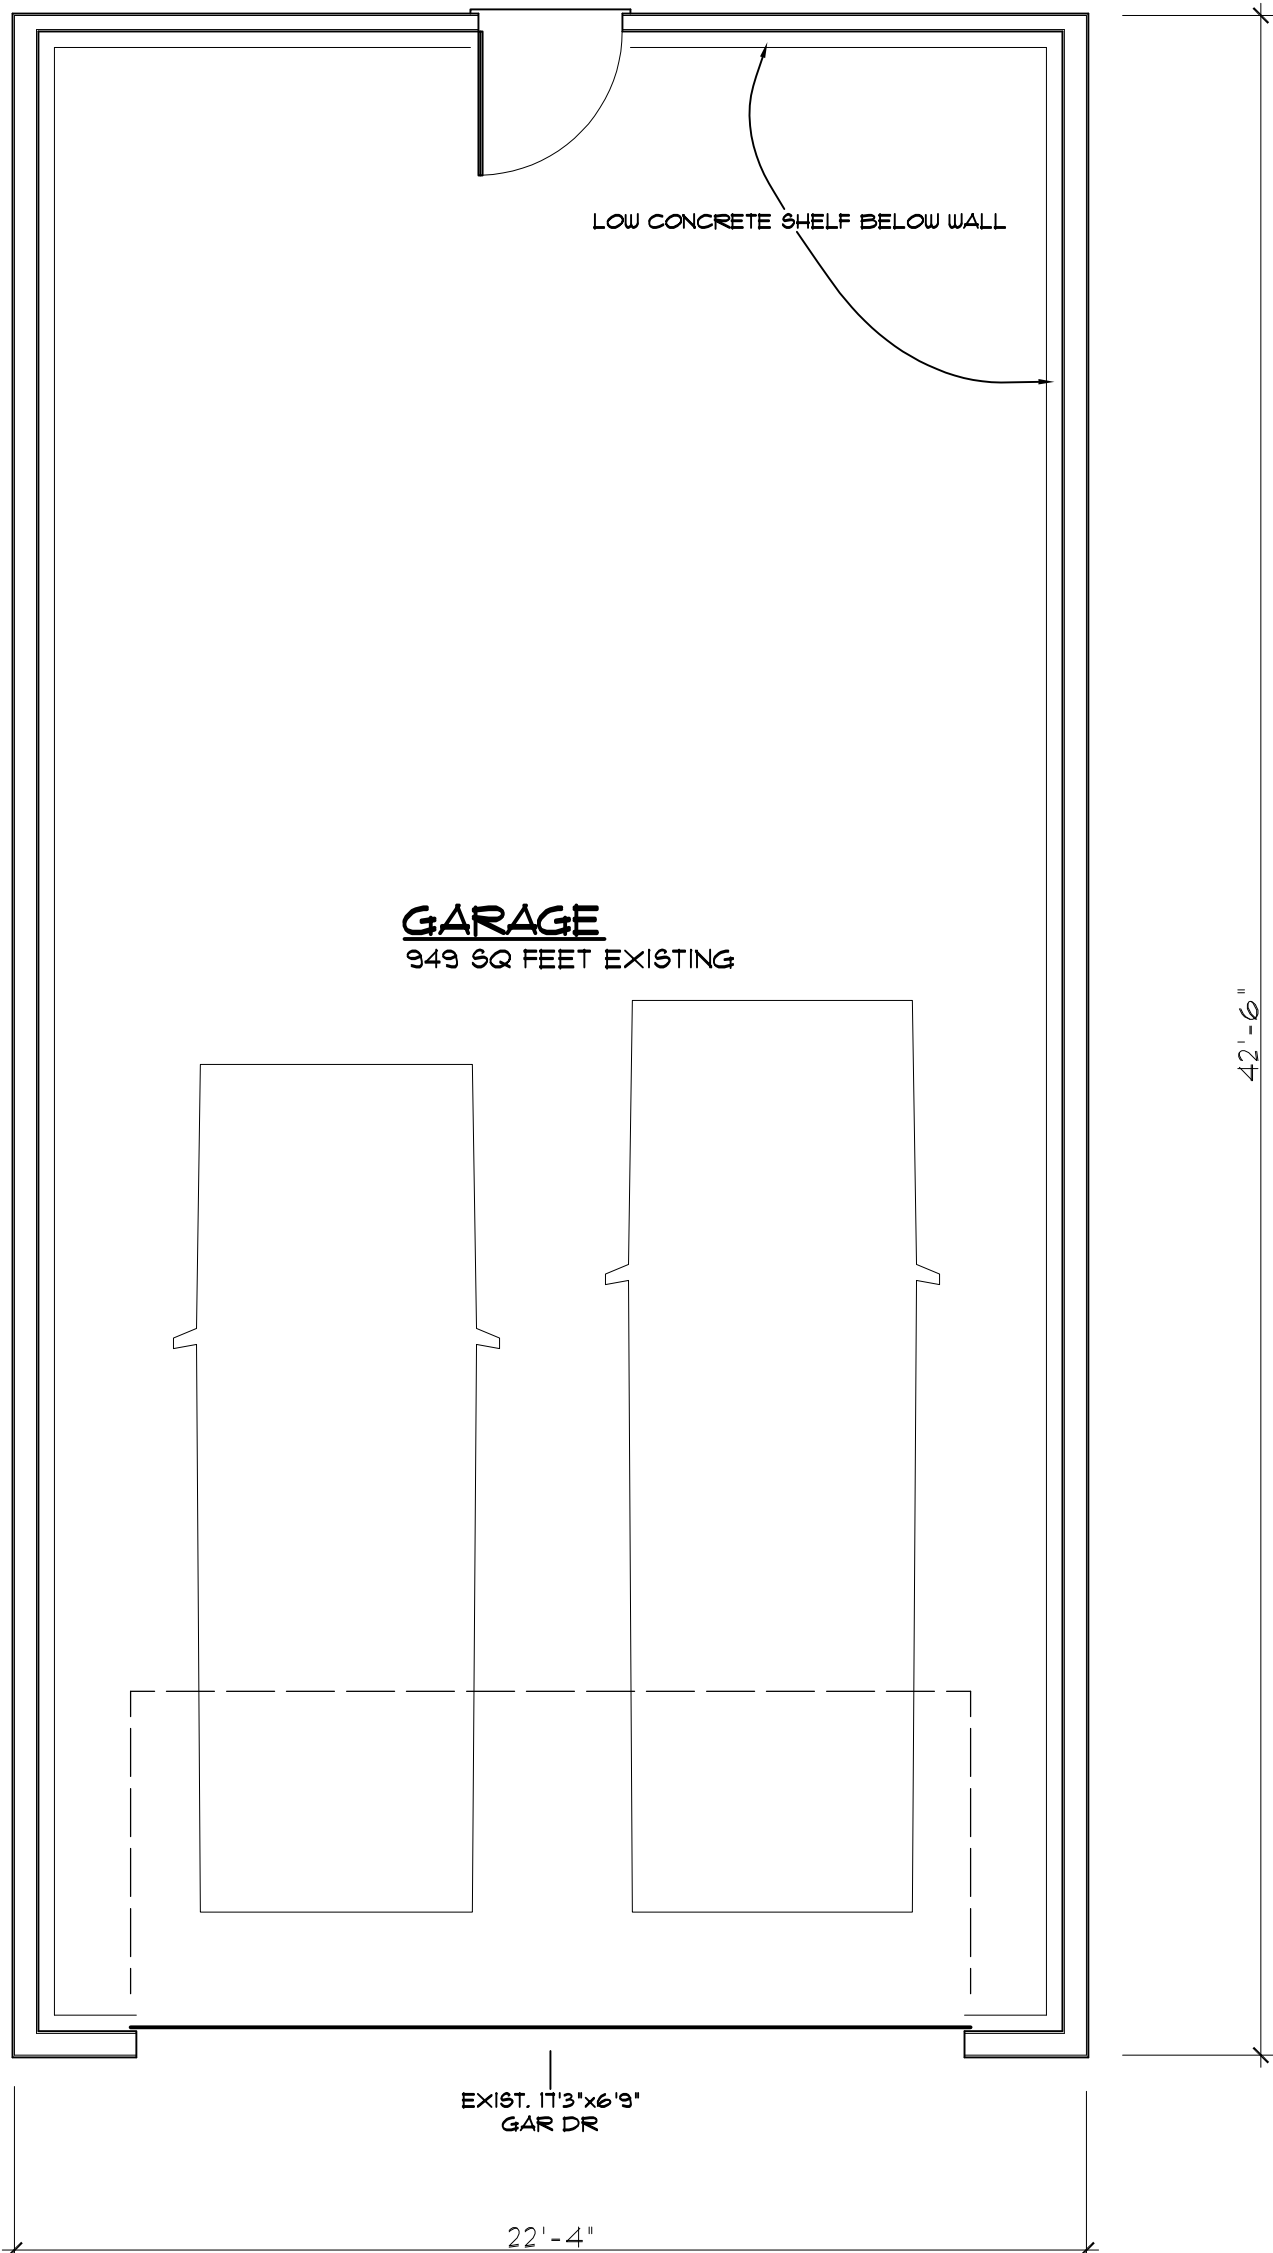 LOW CONCRETE SHELF BELOW WALL
GARAGE
949 SQ FEET EXISTING
42'-6"
EXIST. 17'3"x6'9"
GAR DR
22'-4"